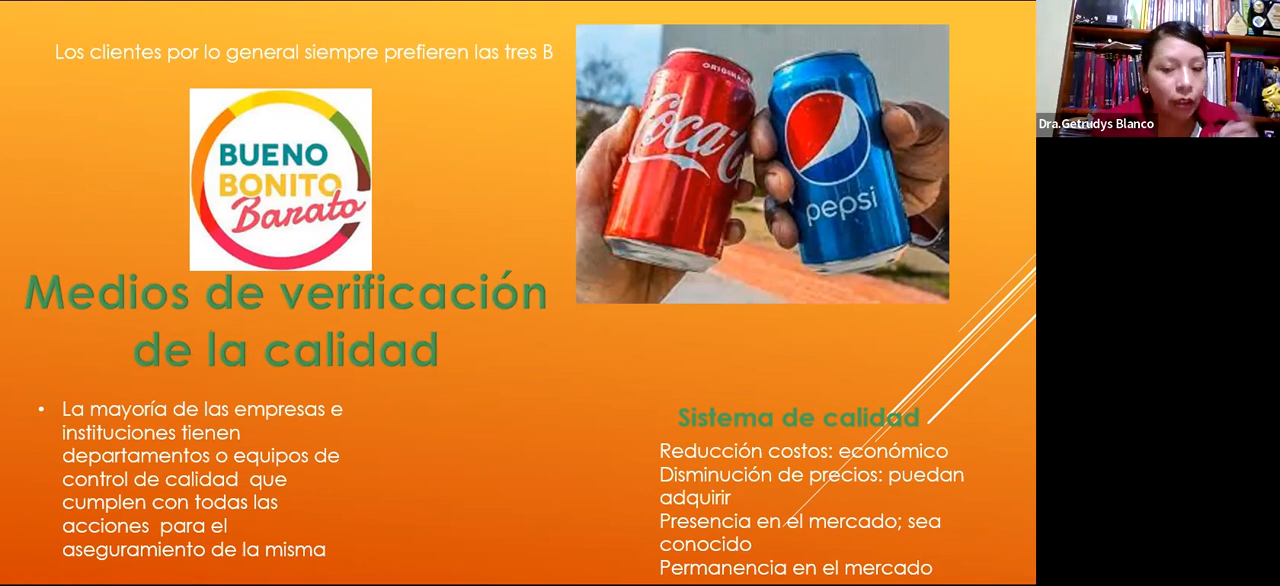 Los clientes por lo general siempre prefieren las tres B
BUENO
BONITO
Barato
Medios de verificación
de la calidad
• La mayoría de las empresas e
instituciones tienen
departamentos o equipos de
control de calidad que
cumplen con todas las
acciones para el
aseguramiento de la misma
ORIGINAL
Coca-C
pepsi
Sistema de calidad
Reducción costos: económico
Disminución de precios: puedan
adquirir
Presencia en el mercado; sea
conocido
Permanencia en el mercado
Dra.Getrudys Blanco